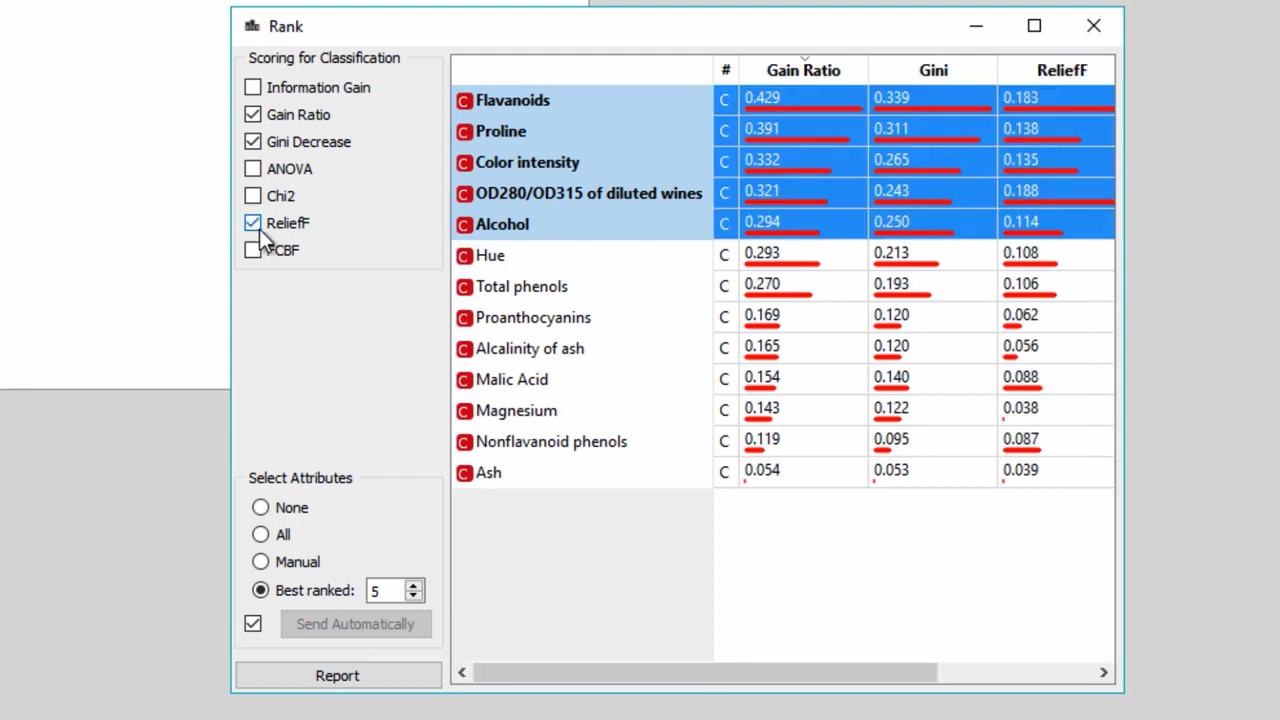 Rank
Scoring for Classification
Information Gain
Gain Ratio
Gini Decrease
ANOVA
Chi2
ReliefF
CBF
Select Attributes
None
All
Manual
Best ranked: 5
Send Automatically
Report
# Gain Ratio Gini ReliefF
C Flavanoids C 0.429 0.339 0.183
C Proline C 0.391 0.311 0.138
C Color intensity C 0.332 0.265 0.135
C OD280/OD315 of diluted wines C 0.321 0.243 0.188
C Alcohol C 0.294 0.250 0.114
C Hue C 0.293 0.213 0.108
C Total phenols C 0.270 0.193 0.106
C Proanthocyanins C 0.169 0.120 0.062
C Alcalinity of ash C 0.165 0.120 0.056
C Malic Acid C 0.154 0.140 0.088
C Magnesium C 0.143 0.122 0.038
C Nonflavanoid phenols C 0.119 0.095 0.087
C Ash C 0.054 0.053 0.039